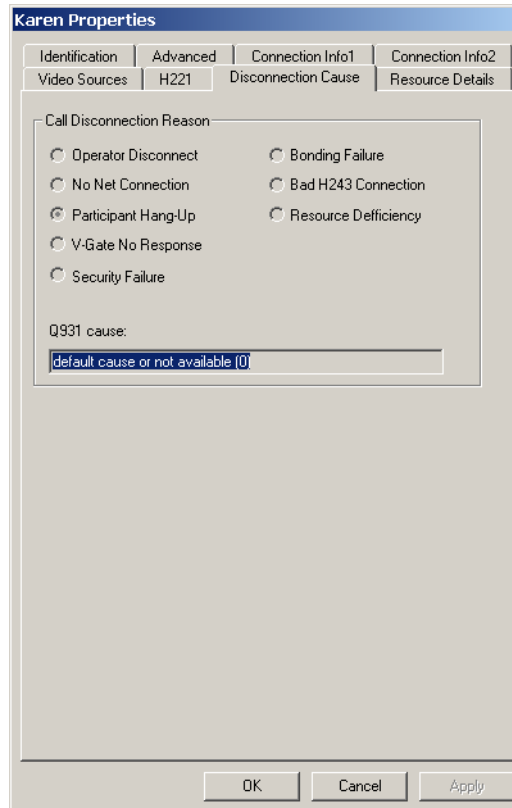 Karen Properties
Identification Advanced Connection Info1 Connection Info2
Video Sources H221 Disconnection Cause Resource Details
Call Disconnection Reason
Operator Disconnect Bonding Failure
No Net Connection Bad H243 Connection
Participant Hang-Up Resource Defficiency
V-Gate No Response
Security Failure
Q931 cause:
default cause or not available (0)
OK Cancel Apply